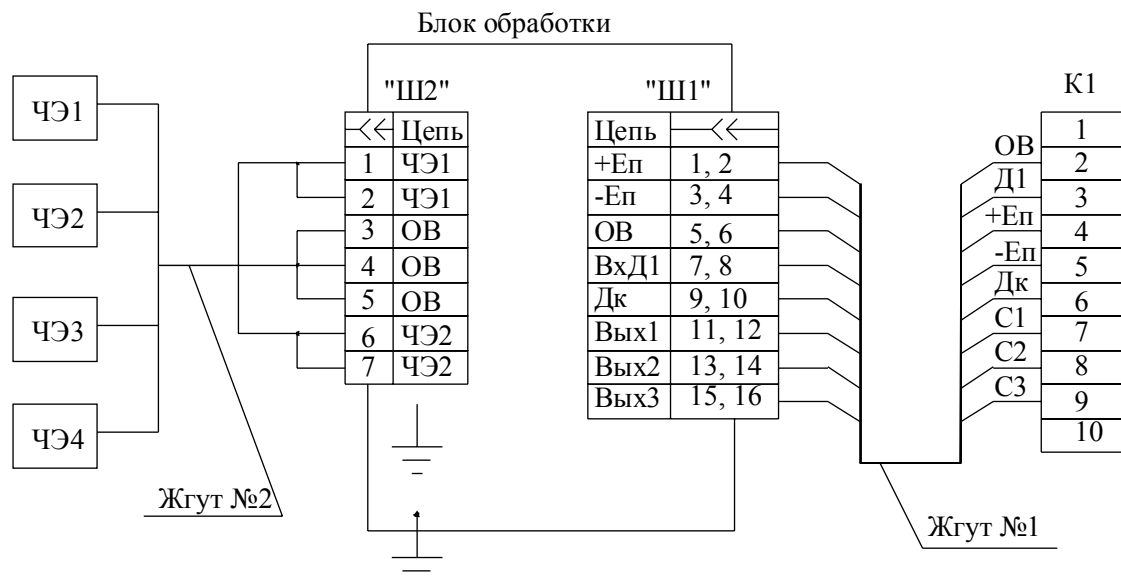 Блок обработки
ЧЭ1
ЧЭ2
ЧЭ3
ЧЭ4
Жгут №2
"Ш2"
Цепь
1 ЧЭ1
2 ЧЭ1
3 ОВ
4 ОВ
5 ОВ
6 ЧЭ2
7 ЧЭ2
"Ш1"
Цепь
+Еп 1, 2
-Еп 3, 4
ОВ 5, 6
ВхД1 7, 8
Дк 9, 10
Вых1 11, 12
Вых2 13, 14
Вых3 15, 16
Жгут №1
К1
1
ОВ 2
Д1 3
+Еп 4
-Еп 5
Дк 6
С1 7
С2 8
С3 9
10